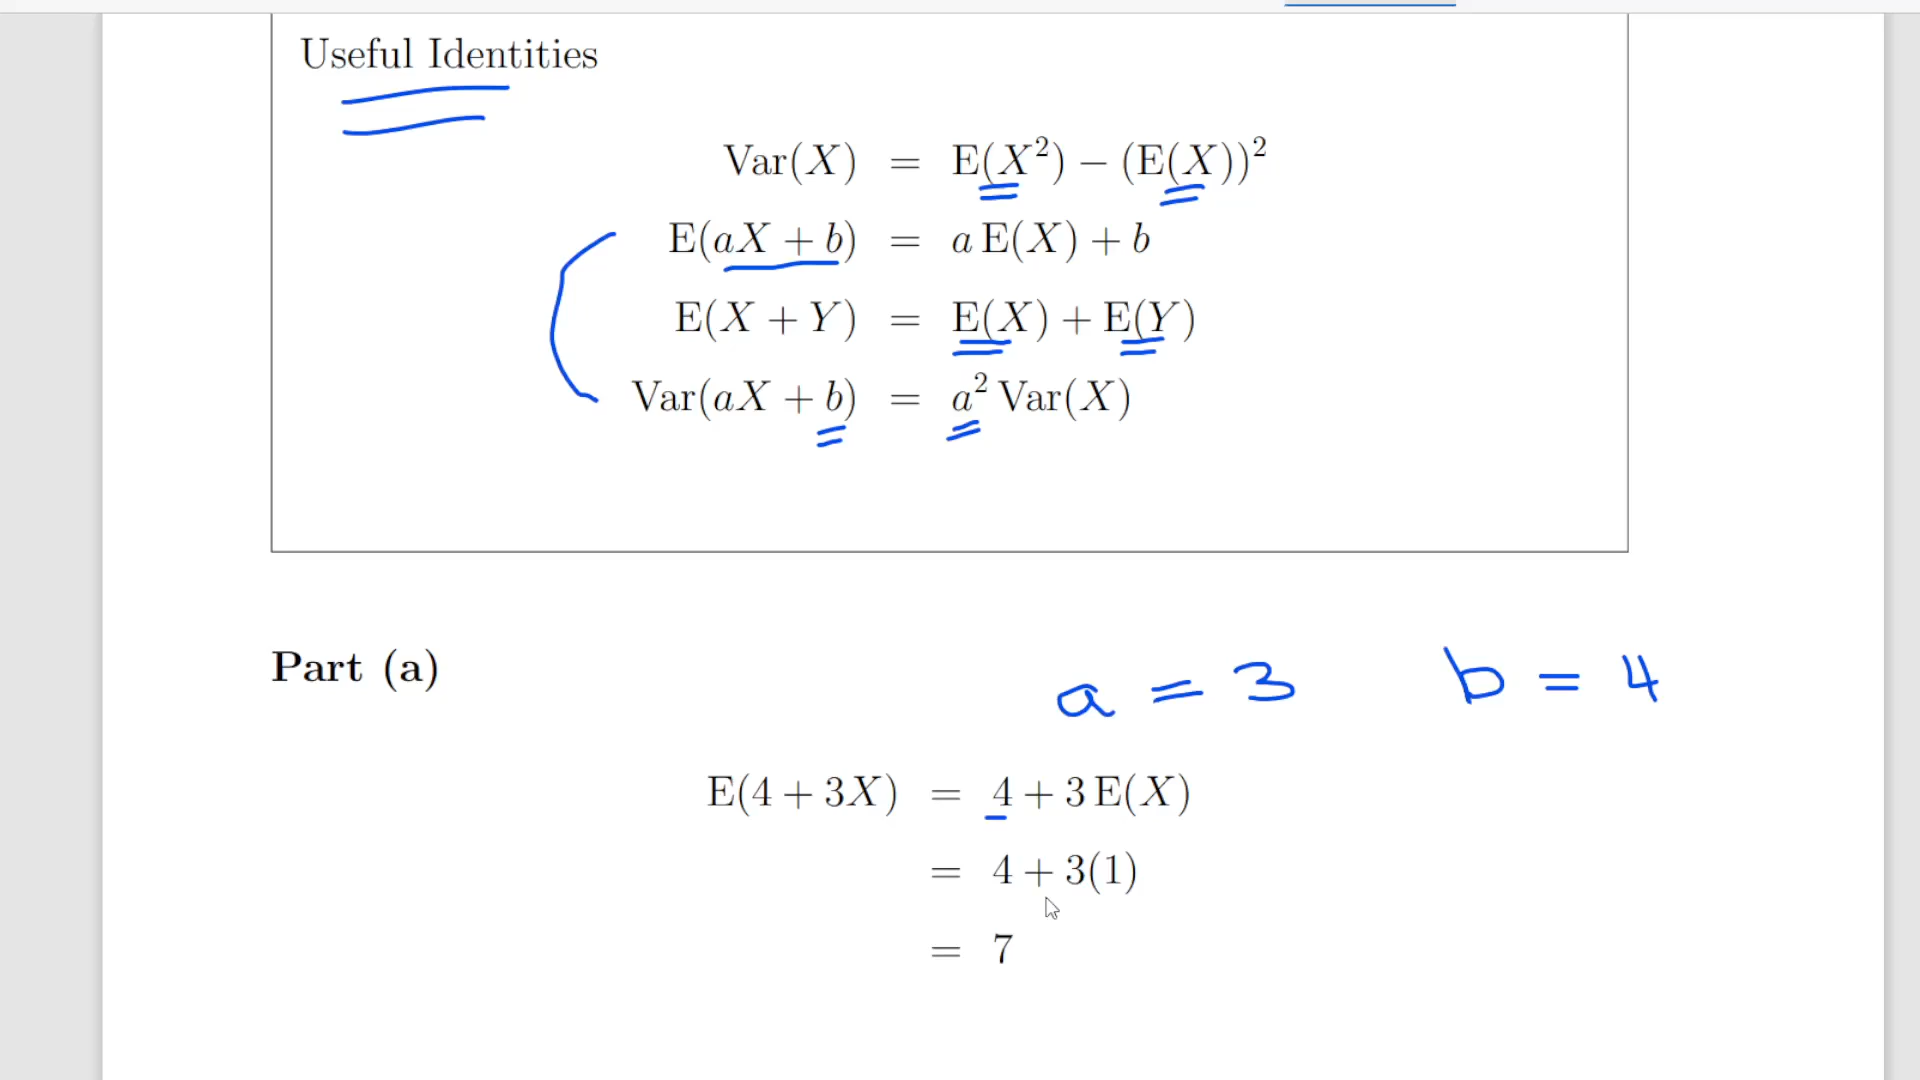 Useful Identities
Var(X) = E(X²) − (E(X))²
E(aX + b) = a E(X) + b
E(X + Y) = E(X) + E(Y)
Var(aX + b) = a² Var(X)
Part (a)
a = 3 b = 4
E(4 + 3X) = 4 + 3 E(X)
= 4 + 3(1)
= 7